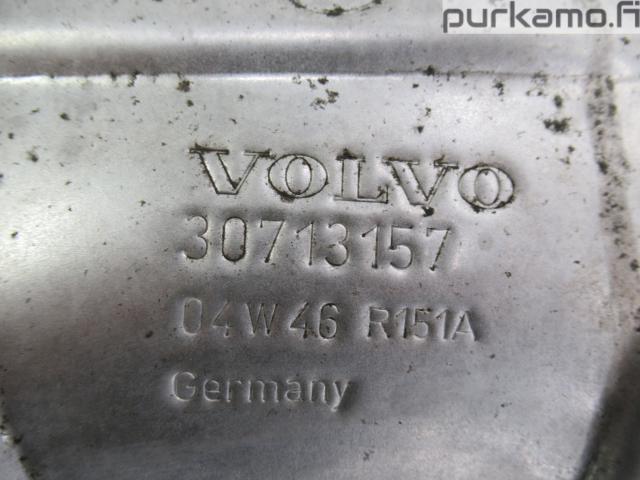 purkamo.fi
VOLVO
30713157
04W46 R151A
Germany